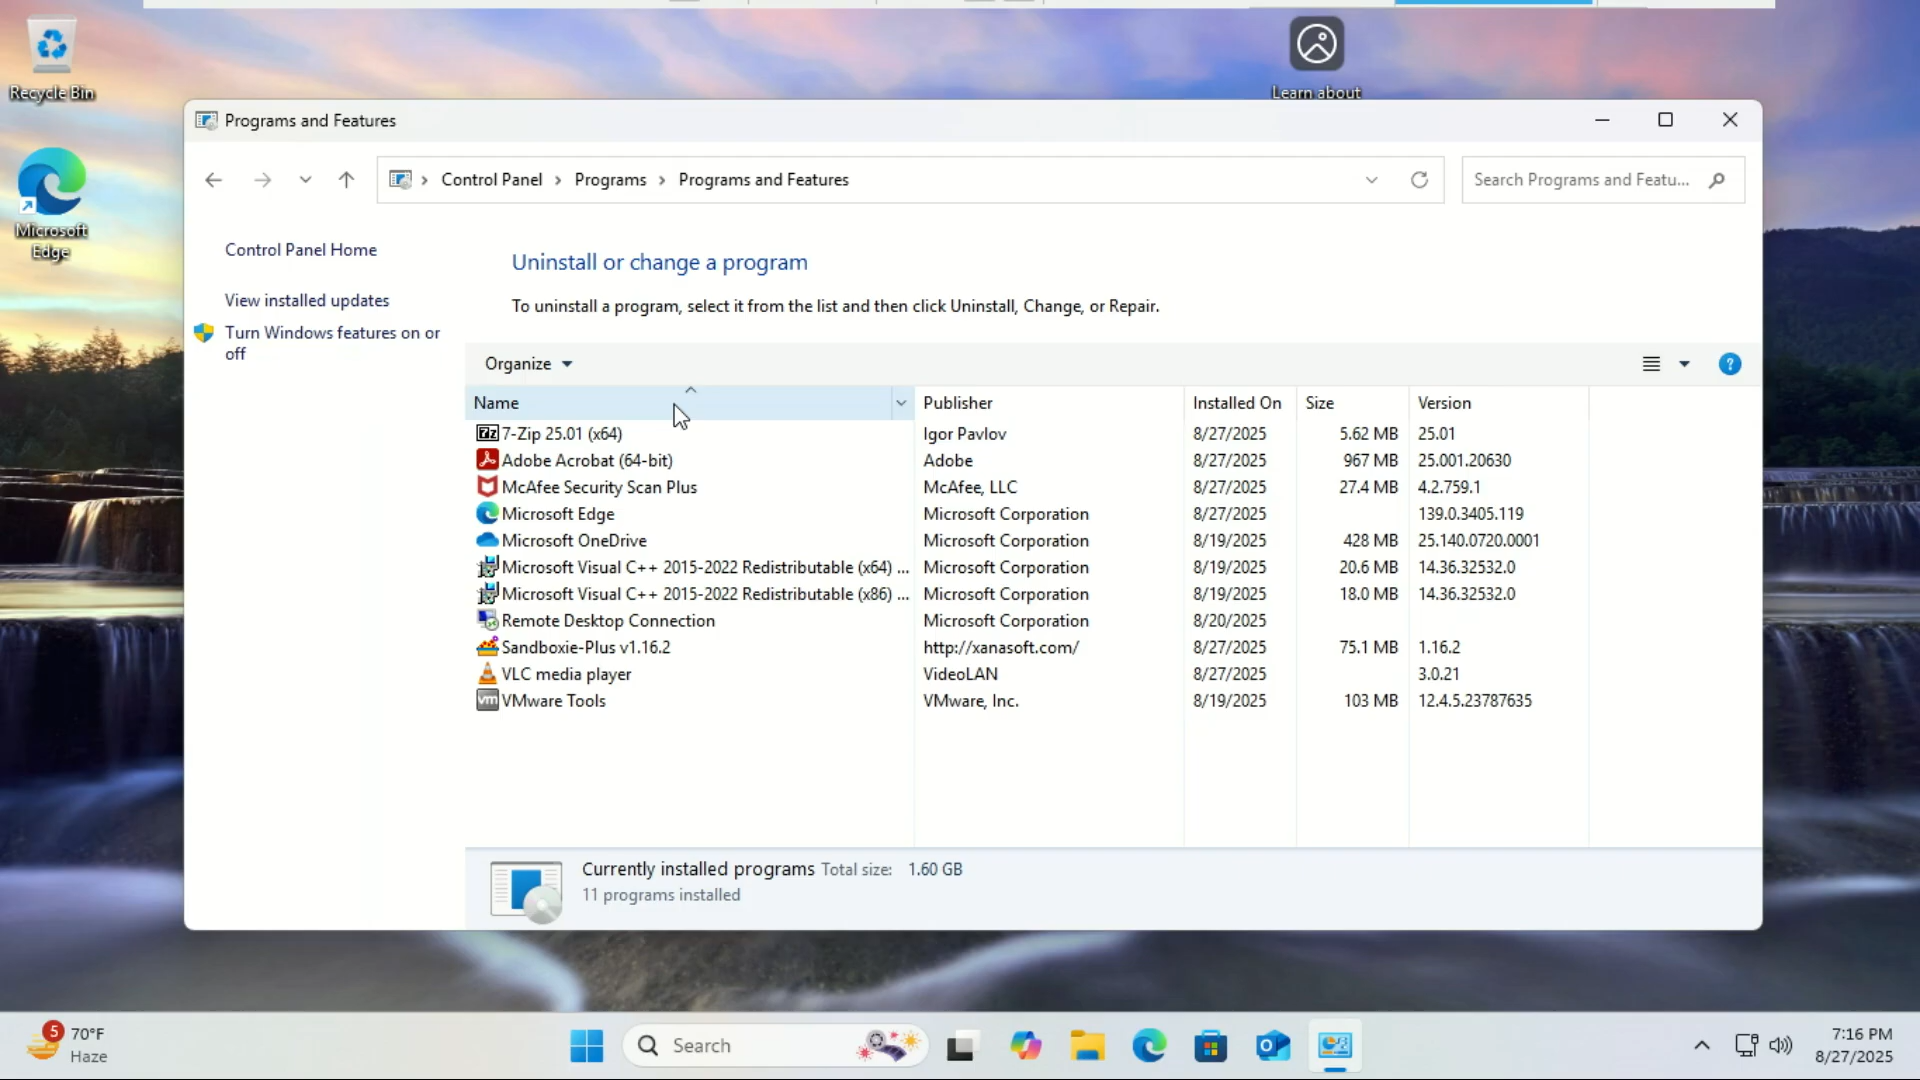 Recycle Bin
Microsoft
Edge
Learn about
Programs and Features
Control Panel > Programs > Programs and Features
Search Programs and Featu...
Control Panel Home
View installed updates
Turn Windows features on or
off
Uninstall or change a program
To uninstall a program, select it from the list and then click Uninstall, Change, or Repair.
Organize
Name Publisher Installed On Size Version
7-Zip 25.01 (x64) Igor Pavlov 8/27/2025 5.62 MB 25.01
Adobe Acrobat (64-bit) Adobe 8/27/2025 967 MB 25.001.20630
McAfee Security Scan Plus McAfee, LLC 8/27/2025 27.4 MB 4.2.759.1
Microsoft Edge Microsoft Corporation 8/27/2025 139.0.3405.119
Microsoft OneDrive Microsoft Corporation 8/19/2025 428 MB 25.140.0720.0001
Microsoft Visual C++ 2015-2022 Redistributable (x64) ... Microsoft Corporation 8/19/2025 20.6 MB 14.36.32532.0
Microsoft Visual C++ 2015-2022 Redistributable (x86) ... Microsoft Corporation 8/19/2025 18.0 MB 14.36.32532.0
Remote Desktop Connection Microsoft Corporation 8/20/2025
Sandboxie-Plus v1.16.2 http://xanasoft.com/ 8/27/2025 75.1 MB 1.16.2
VLC media player VideoLAN 8/27/2025 3.0.21
vm VMware Tools VMware, Inc. 8/19/2025 103 MB 12.4.5.23787635
Currently installed programs Total size: 1.60 GB
11 programs installed
5 70°F
Haze
Search
7:16 PM
8/27/2025